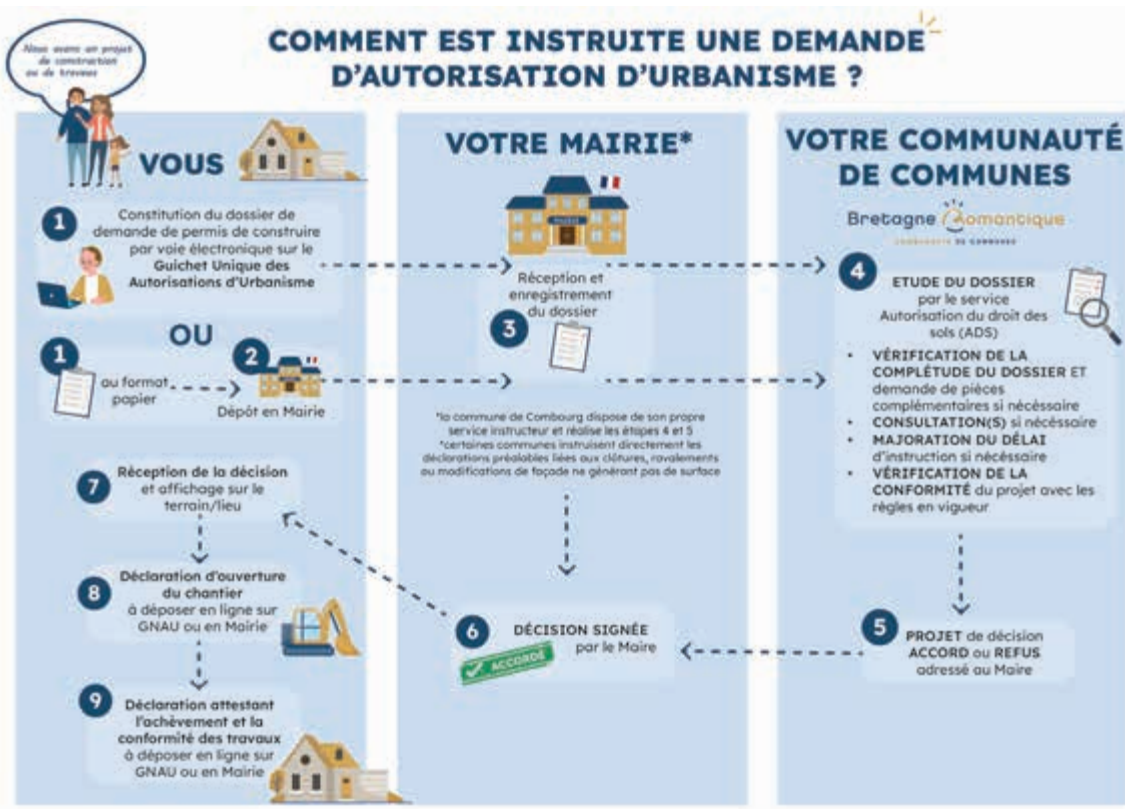 Nous avons un projet
de construction
ou de travaux
COMMENT EST INSTRUITE UNE DEMANDE
D'AUTORISATION D'URBANISME ?
VOUS
1
Constitution du dossier de
demande de permis de construire
par voie électronique sur le
Guichet Unique des
Autorisations d'Urbanisme
OU
1
au format
papier
2
Dépôt en Mairie
7
Réception de la décision
et affichage sur le
terrain/lieu
8
Déclaration d'ouverture
du chantier
à déposer en ligne sur
GNAU ou en Mairie
9
Déclaration attestant
l'achèvement et la
conformité des travaux
à déposer en ligne sur
GNAU ou en Mairie
VOTRE MAIRIE*
Réception et
enregistrement
du dossier
3
*la commune de Combourg dispose de son propre
service instructeur et réalise les étapes 4 et 5
*certaines communes instruisent directement les
déclarations préalables liées aux clôtures, ravalements
ou modifications de façade ne générant pas de surface
6
DÉCISION SIGNÉE
par le Maire
ACCORDÉ
VOTRE COMMUNAUTÉ
DE COMMUNES
Bretagne Romantique
COMMUNAUTÉ DE COMMUNES
4
ETUDE DU DOSSIER
par le service
Autorisation du droit des
sols (ADS)
• VÉRIFICATION DE LA
COMPLÉTUDE DU DOSSIER ET
demande de pièces
complémentaires si nécéssaire
• CONSULTATION(S) si nécéssaire
• MAJORATION DU DÉLAI
d'instruction si nécéssaire
• VÉRIFICATION DE LA
CONFORMITÉ du projet avec les
règles en vigueur
5
PROJET de décision
ACCORD ou REFUS
adressé au Maire